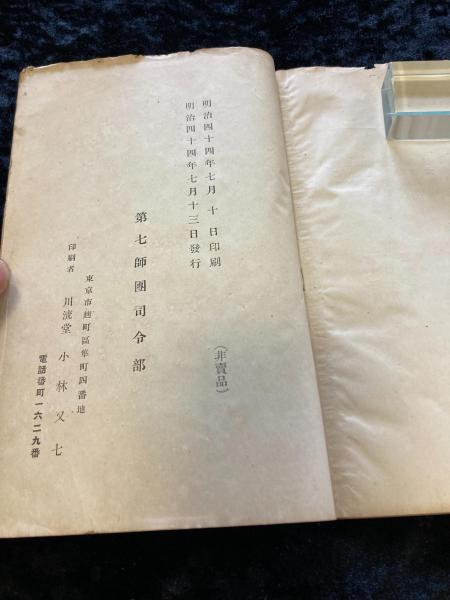 明治四十四年七月十日印刷
明治四十四年七月十三日發行
（非賣品）
第七師團司令部
東京市麹町區隼町四番地
印刷者 川流堂 小林又七
電話番町一六二九番